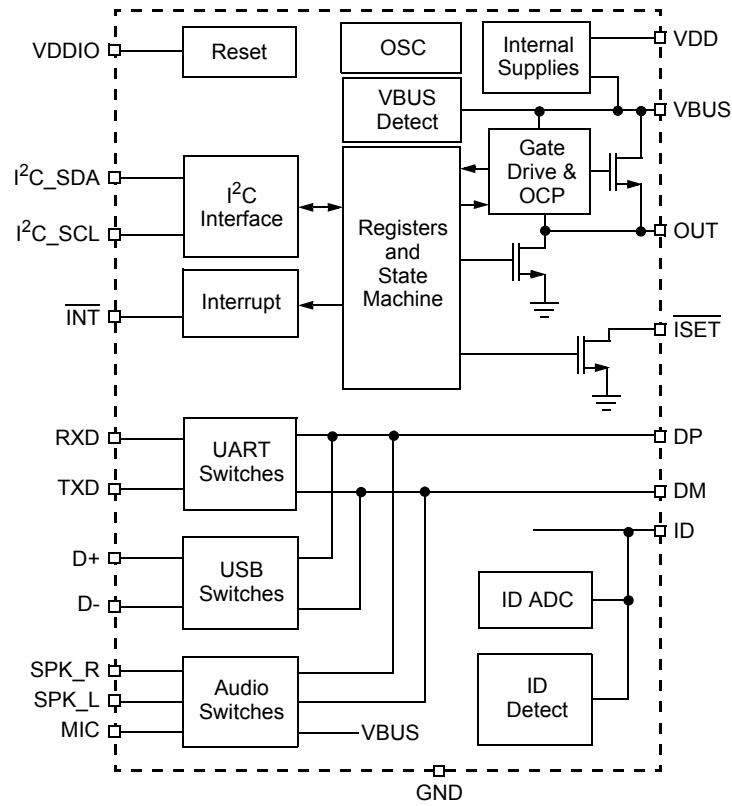 VDDIO
Reset
OSC
Internal
Supplies
VDD
VBUS
Detect
VBUS
I²C_SDA
I²C_SCL
I²C
Interface
Registers
and
State
Machine
Gate
Drive &
OCP
OUT
INT
Interrupt
ISET
RXD
TXD
UART
Switches
DP
DM
ID
D+
D-
USB
Switches
ID ADC
SPK_R
SPK_L
MIC
Audio
Switches
VBUS
ID
Detect
GND